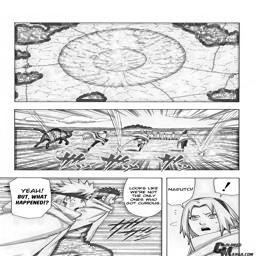 !
NARUTO!
LOOKS LIKE
WE'RE NOT
THE ONLY
ONES WHO
GOT CURIOUS.
YEAH!
BUT, WHAT
HAPPENED!?